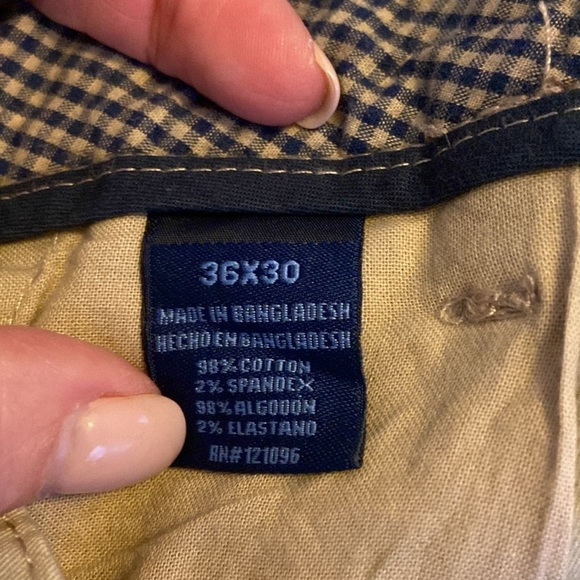 36X30
MADE IN BANGLADESH
HECHO EN BANGLADESH
98% COTTON
2% SPANDEX
98% ALGODON
2% ELASTANO
RN#121096